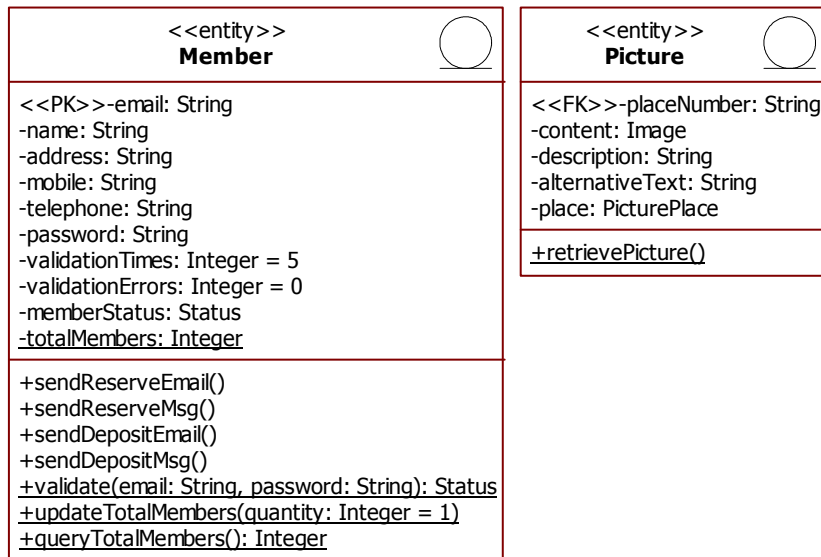 <<entity>>
Member
<<PK>>-email: String
-name: String
-address: String
-mobile: String
-telephone: String
-password: String
-validationTimes: Integer = 5
-validationErrors: Integer = 0
-memberStatus: Status
-totalMembers: Integer
+sendReserveEmail()
+sendReserveMsg()
+sendDepositEmail()
+sendDepositMsg()
+validate(email: String, password: String): Status
+updateTotalMembers(quantity: Integer = 1)
+queryTotalMembers(): Integer
<<entity>>
Picture
<<FK>>-placeNumber: String
-content: Image
-description: String
-alternativeText: String
-place: PicturePlace
+retrievePicture()